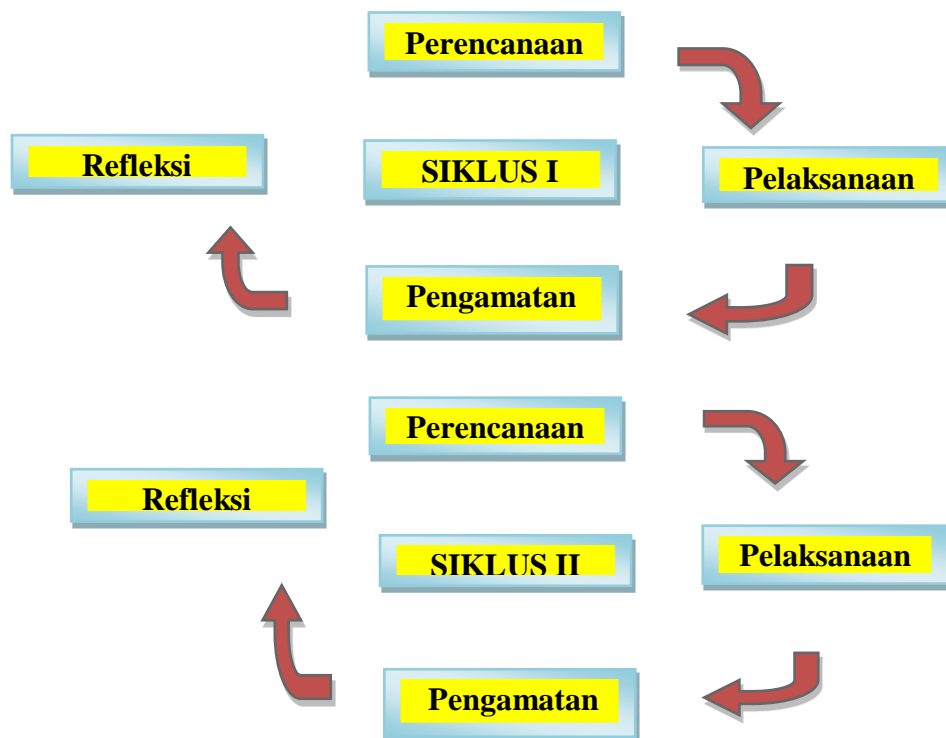 Perencanaan
Refleksi
SIKLUS I
Pelaksanaan
Pengamatan
Perencanaan
Refleksi
SIKLUS II
Pelaksanaan
Pengamatan